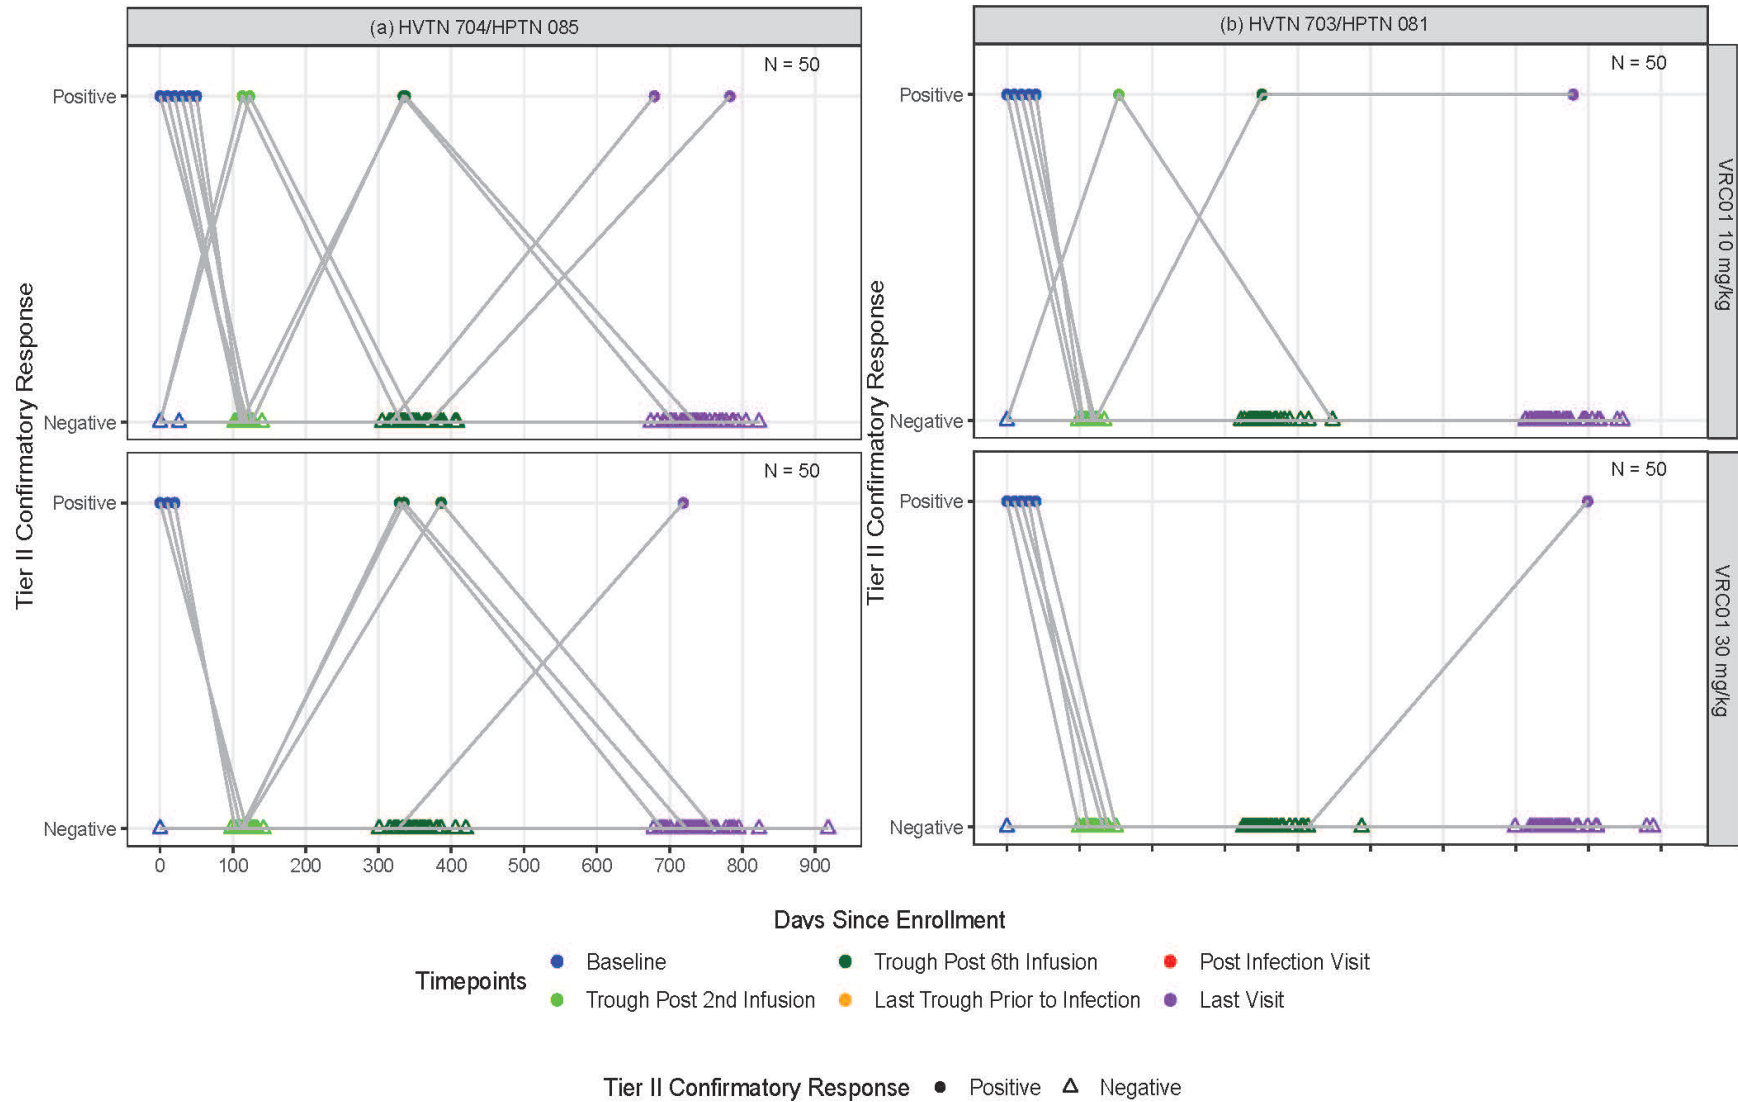 (a) HVTN 704/HPTN 085
(b) HVTN 703/HPTN 081
N = 50
N = 50
Positive
Positive
Negative
Negative
VRC01 10 mg/kg
Tier II Confirmatory Response
Tier II Confirmatory Response
N = 50
N = 50
Positive
Positive
Negative
Negative
VRC01 30 mg/kg
0 100 200 300 400 500 600 700 800 900
Days Since Enrollment
Timepoints
Baseline
Trough Post 6th Infusion
Post Infection Visit
Trough Post 2nd Infusion
Last Trough Prior to Infection
Last Visit
Tier II Confirmatory Response Positive Negative